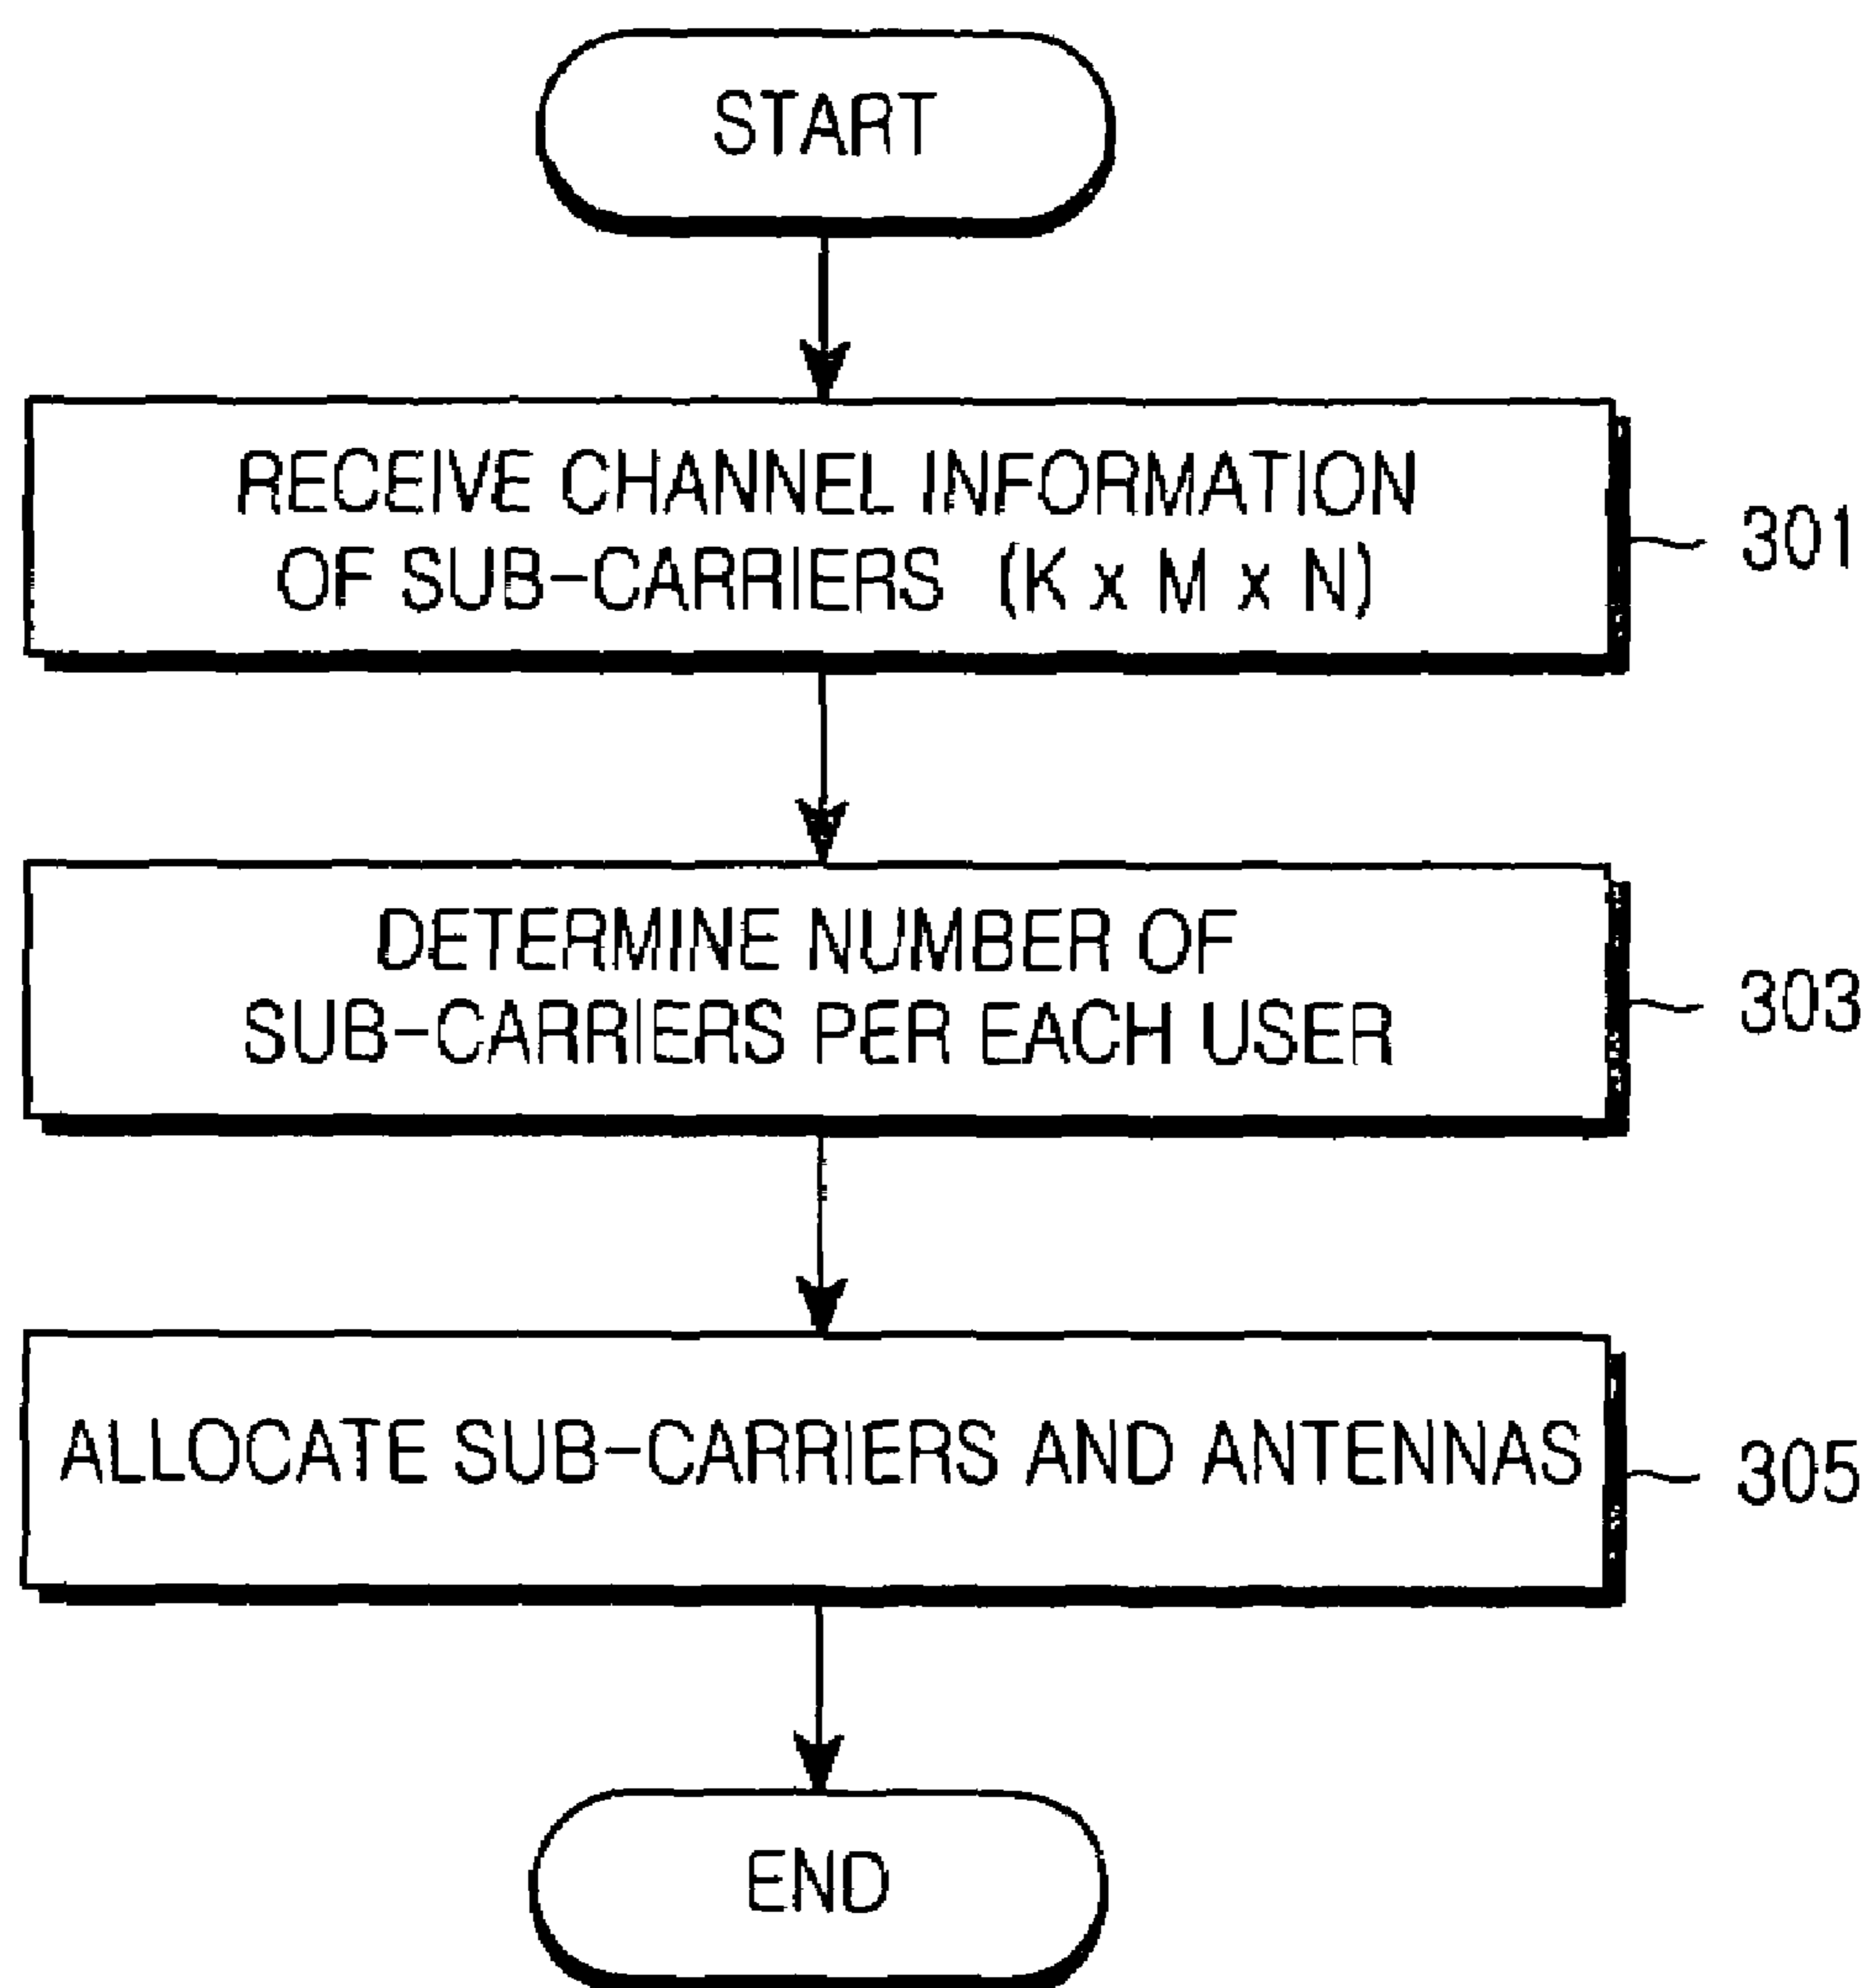 START
RECEIVE CHANNEL INFORMATION
OF SUB-CARRIERS (K x M x N)
301
DETERMINE NUMBER OF
SUB-CARRIERS PER EACH USER
303
ALLOCATE SUB-CARRIERS AND ANTENNAS
305
END